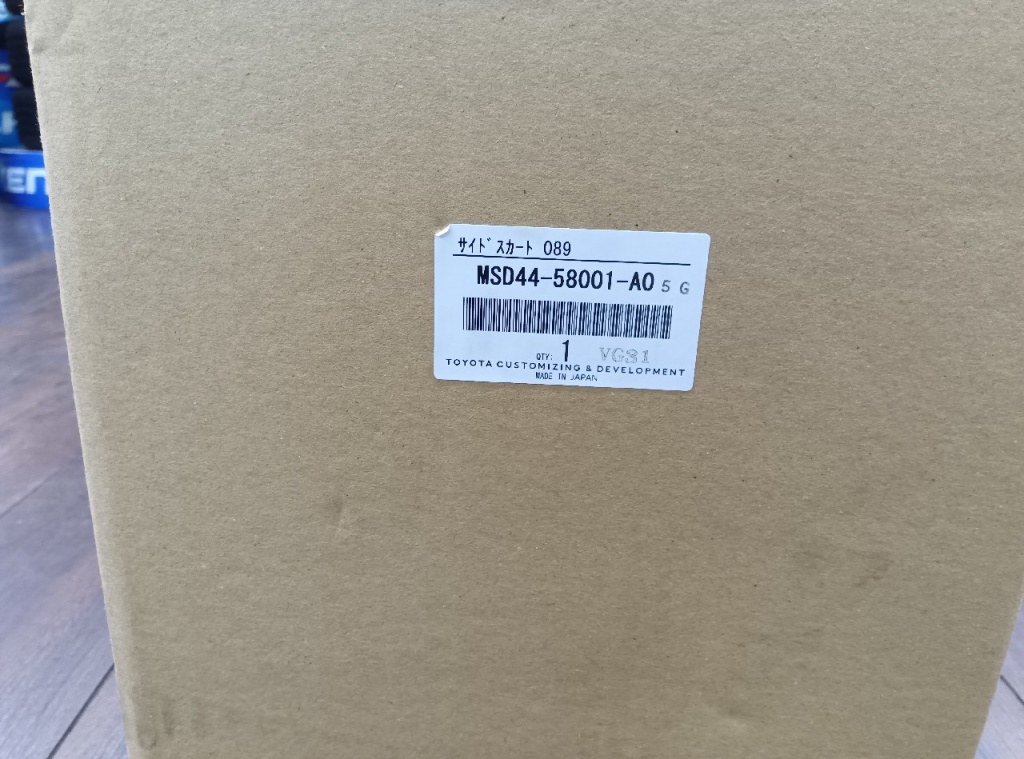 ｻｲﾄﾞｽｶｰﾄ 089
MSD44-58001-A0 5 G
QTY: 1 VGS1
TOYOTA CUSTOMIZING & DEVELOPMENT
MADE IN JAPAN